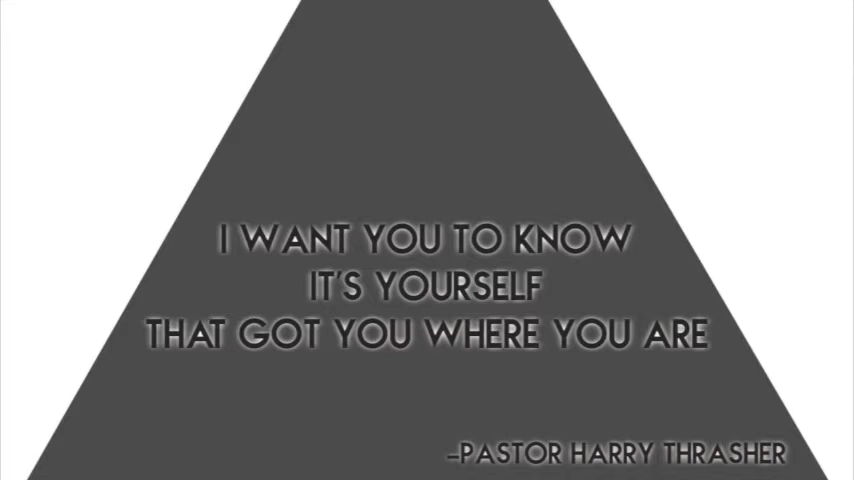 I WANT YOU TO KNOW
IT'S YOURSELF
THAT GOT YOU WHERE YOU ARE
–PASTOR HARRY THRASHER